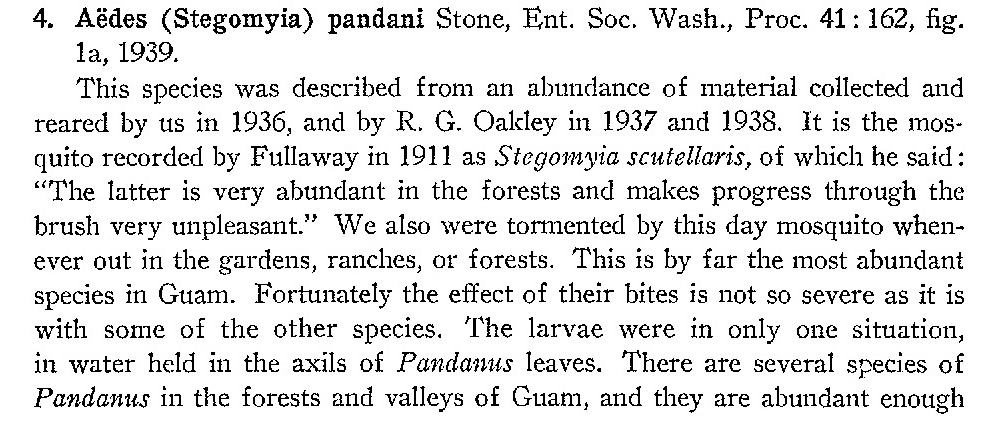 4. Aëdes (Stegomyia) pandani Stone, Ent. Soc. Wash., Proc. 41: 162, fig.
1a, 1939.
This species was described from an abundance of material collected and
reared by us in 1936, and by R. G. Oakley in 1937 and 1938. It is the mos-
quito recorded by Fullaway in 1911 as Stegomyia scutellaris, of which he said:
“The latter is very abundant in the forests and makes progress through the
brush very unpleasant.” We also were tormented by this day mosquito when-
ever out in the gardens, ranches, or forests. This is by far the most abundant
species in Guam. Fortunately the effect of their bites is not so severe as it is
with some of the other species. The larvae were in only one situation,
in water held in the axils of Pandanus leaves. There are several species of
Pandanus in the forests and valleys of Guam, and they are abundant enough